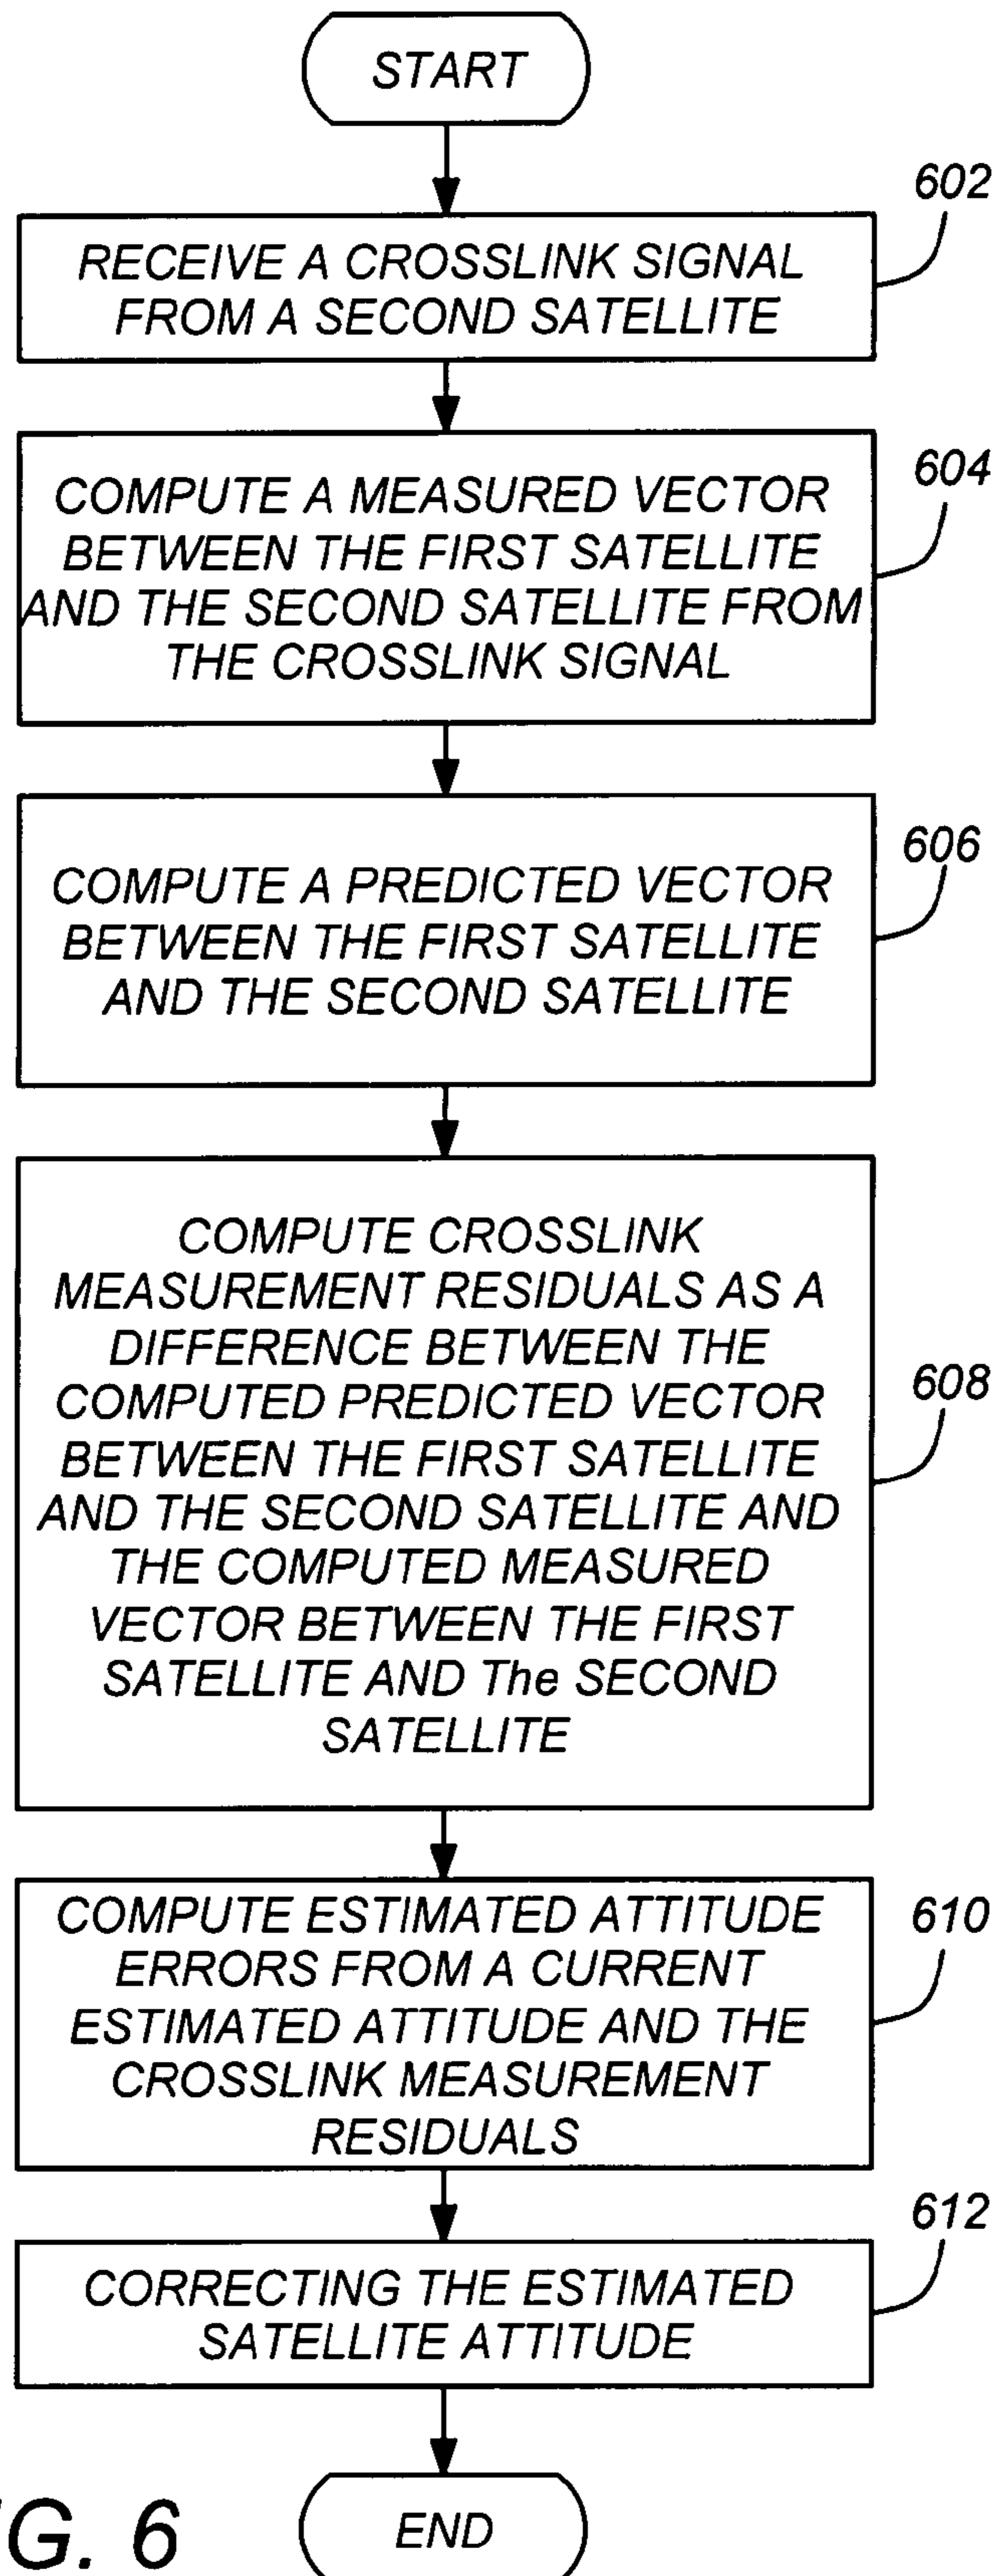 START
602
RECEIVE A CROSSLINK SIGNAL
FROM A SECOND SATELLITE
604
COMPUTE A MEASURED VECTOR
BETWEEN THE FIRST SATELLITE
AND THE SECOND SATELLITE FROM
THE CROSSLINK SIGNAL
606
COMPUTE A PREDICTED VECTOR
BETWEEN THE FIRST SATELLITE
AND THE SECOND SATELLITE
608
COMPUTE CROSSLINK
MEASUREMENT RESIDUALS AS A
DIFFERENCE BETWEEN THE
COMPUTED PREDICTED VECTOR
BETWEEN THE FIRST SATELLITE
AND THE SECOND SATELLITE AND
THE COMPUTED MEASURED
VECTOR BETWEEN THE FIRST
SATELLITE AND The SECOND
SATELLITE
610
COMPUTE ESTIMATED ATTITUDE
ERRORS FROM A CURRENT
ESTIMATED ATTITUDE AND THE
CROSSLINK MEASUREMENT
RESIDUALS
612
CORRECTING THE ESTIMATED
SATELLITE ATTITUDE
END
G. 6